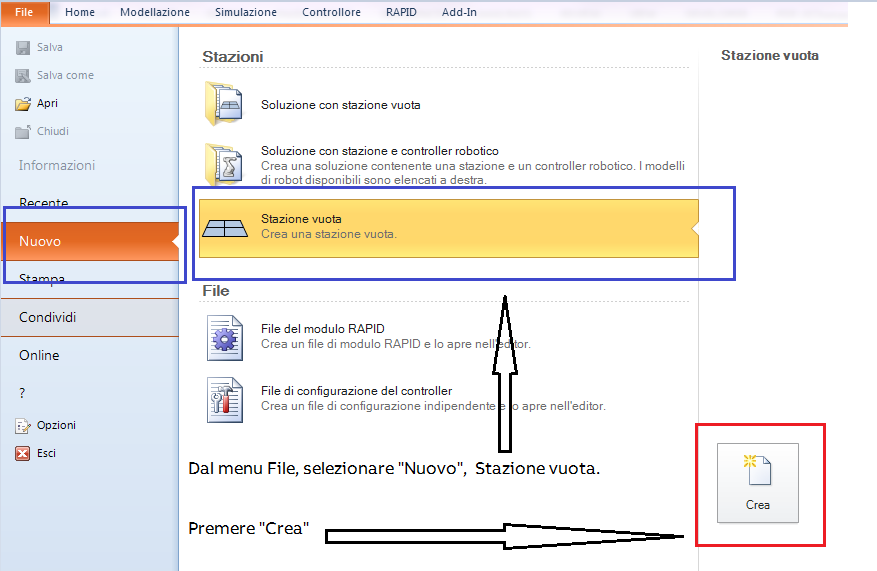 File Home Modellazione Simulazione Controllore RAPID Add-In
Salva
Salva come
Apri
Chiudi
Informazioni
Recente
Nuovo
Stampa
Condividi
Online
?
Opzioni
Esci
Stazioni
Soluzione con stazione vuota
Soluzione con stazione e controller robotico
Crea una soluzione contenente una stazione e un controller robotico. I modelli
di robot disponibili sono elencati a destra.
Stazione vuota
Crea una stazione vuota.
File
File del modulo RAPID
Crea un file di modulo RAPID e lo apre nell'editor.
File di configurazione del controller
Crea un file di configurazione indipendente e lo apre nell'editor.
Dal menu File, selezionare "Nuovo", Stazione vuota.
Premere "Crea"
Stazione vuota
Crea